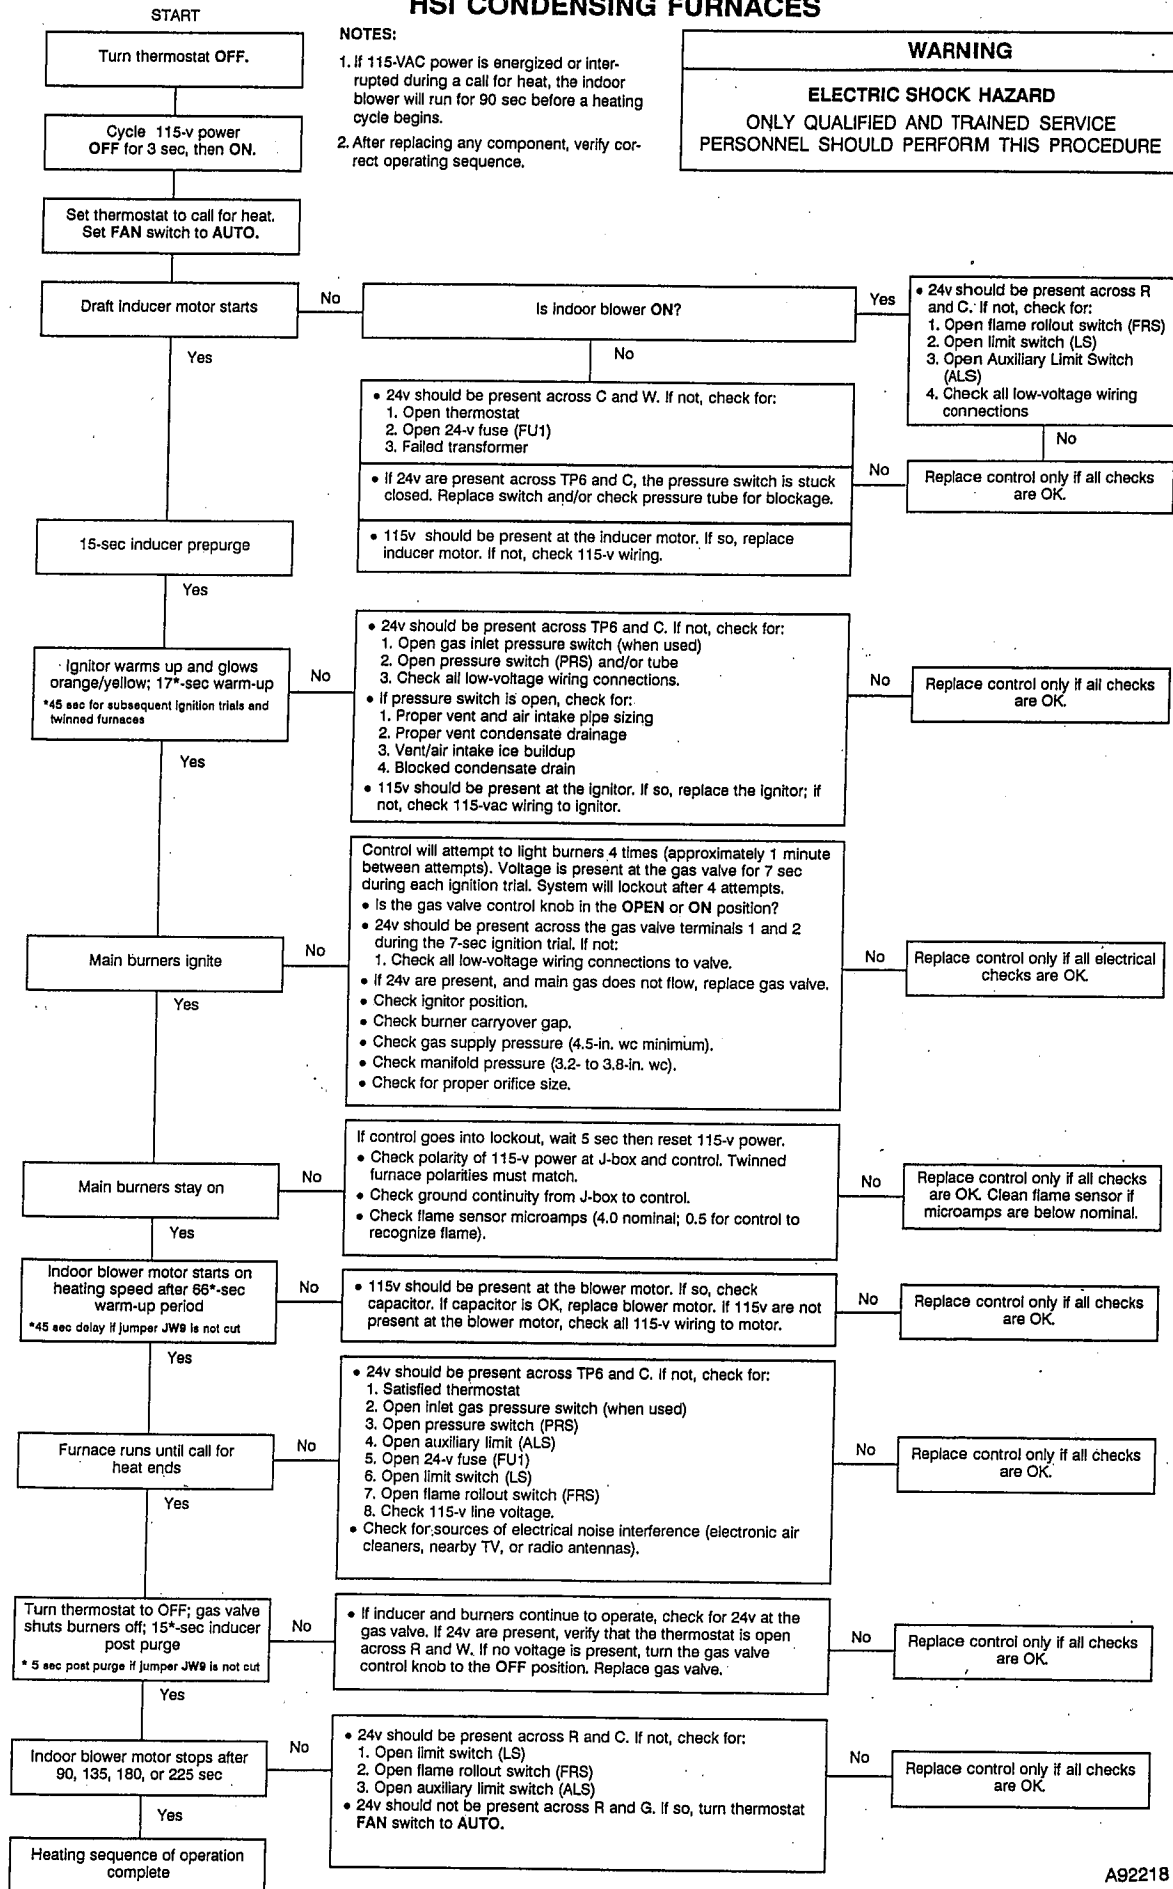 HSI CONDENSING FURNACES
START
Turn thermostat OFF.
Cycle 115-v power
OFF for 3 sec, then ON.
Set thermostat to call for heat.
Set FAN switch to AUTO.
NOTES:
1. If 115-VAC power is energized or inter-
rupted during a call for heat, the indoor
blower will run for 90 sec before a heating
cycle begins.
2. After replacing any component, verify cor-
rect operating sequence.
WARNING
ELECTRIC SHOCK HAZARD
ONLY QUALIFIED AND TRAINED SERVICE
PERSONNEL SHOULD PERFORM THIS PROCEDURE
Draft inducer motor starts
No
Is indoor blower ON?
Yes
• 24v should be present across R
and C. If not, check for:
1. Open flame rollout switch (FRS)
2. Open limit switch (LS)
3. Open Auxiliary Limit Switch
(ALS)
4. Check all low-voltage wiring
connections
Yes
No
• 24v should be present across C and W. If not, check for:
1. Open thermostat
2. Open 24-v fuse (FU1)
3. Failed transformer
• If 24v are present across TP6 and C, the pressure switch is stuck
closed. Replace switch and/or check pressure tube for blockage.
• 115v should be present at the inducer motor. If so, replace
inducer motor. If not, check 115-v wiring.
No
No
Replace control only if all checks
are OK.
15-sec inducer prepurge
Yes
Ignitor warms up and glows
orange/yellow; 17*-sec warm-up
*45 sec for subsequent ignition trials and
twinned furnaces
No
• 24v should be present across TP6 and C. If not, check for:
1. Open gas inlet pressure switch (when used)
2. Open pressure switch (PRS) and/or tube
3. Check all low-voltage wiring connections.
• If pressure switch is open, check for:
1. Proper vent and air intake pipe sizing
2. Proper vent condensate drainage
3. Vent/air intake ice buildup
4. Blocked condensate drain
• 115v should be present at the ignitor. If so, replace the ignitor; if
not, check 115-vac wiring to ignitor.
No
Replace control only if all checks
are OK.
Yes
Main burners ignite
No
Control will attempt to light burners 4 times (approximately 1 minute
between attempts). Voltage is present at the gas valve for 7 sec
during each ignition trial. System will lockout after 4 attempts.
• Is the gas valve control knob in the OPEN or ON position?
• 24v should be present across the gas valve terminals 1 and 2
during the 7-sec ignition trial. If not:
1. Check all low-voltage wiring connections to valve.
• If 24v are present, and main gas does not flow, replace gas valve.
• Check ignitor position.
• Check burner carryover gap.
• Check gas supply pressure (4.5-in. wc minimum).
• Check manifold pressure (3.2- to 3.8-in. wc).
• Check for proper orifice size.
No
Replace control only if all electrical
checks are OK.
Yes
Main burners stay on
No
If control goes into lockout, wait 5 sec then reset 115-v power.
• Check polarity of 115-v power at J-box and control. Twinned
furnace polarities must match.
• Check ground continuity from J-box to control.
• Check flame sensor microamps (4.0 nominal; 0.5 for control to
recognize flame).
No
Replace control only if all checks
are OK. Clean flame sensor if
microamps are below nominal.
Yes
Indoor blower motor starts on
heating speed after 66*-sec
warm-up period
*45 sec delay if jumper JW9 is not cut
No
• 115v should be present at the blower motor. If so, check
capacitor. If capacitor is OK, replace blower motor. If 115v are not
present at the blower motor, check all 115-v wiring to motor.
No
Replace control only if all checks
are OK.
Yes
Furnace runs until call for
heat ends
No
• 24v should be present across TP6 and C. If not, check for:
1. Satisfied thermostat
2. Open inlet gas pressure switch (when used)
3. Open pressure switch (PRS)
4. Open auxiliary limit (ALS)
5. Open 24-v fuse (FU1)
6. Open limit switch (LS)
7. Open flame rollout switch (FRS)
8. Check 115-v line voltage.
• Check for sources of electrical noise interference (electronic air
cleaners, nearby TV, or radio antennas).
No
Replace control only if all checks
are OK.
Yes
Turn thermostat to OFF; gas valve
shuts burners off; 15*-sec inducer
post purge
* 5 sec post purge if jumper JW9 is not cut
No
• If inducer and burners continue to operate, check for 24v at the
gas valve. If 24v are present, verify that the thermostat is open
across R and W. If no voltage is present, turn the gas valve
control knob to the OFF position. Replace gas valve.
No
Replace control only if all checks
are OK.
Yes
Indoor blower motor stops after
90, 135, 180, or 225 sec
No
• 24v should be present across R and C. If not, check for:
1. Open limit switch (LS)
2. Open flame rollout switch (FRS)
3. Open auxiliary limit switch (ALS)
• 24v should not be present across R and G. If so, turn thermostat
FAN switch to AUTO.
No
Replace control only if all checks
are OK.
Yes
Heating sequence of operation
complete
A92218